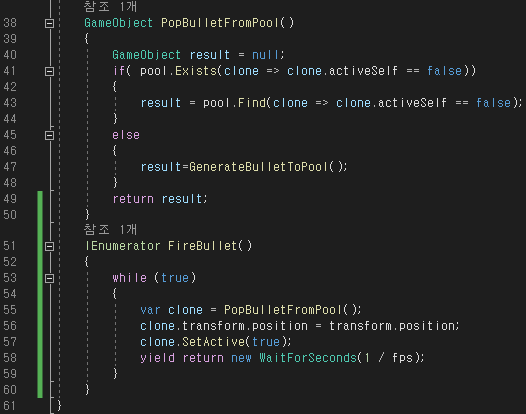 참조 1개
38 GameObject PopBulletFromPool()
39 {
40 GameObject result = null;
41 if( pool.Exists(clone => clone.activeSelf == false))
42 {
43 result = pool.Find(clone => clone.activeSelf == false);
44 }
45 else
46 {
47 result=GenerateBulletToPool();
48 }
49 return result;
50 }
참조 1개
51 IEnumerator FireBullet()
52 {
53 while (true)
54 {
55 var clone = PopBulletFromPool();
56 clone.transform.position = transform.position;
57 clone.SetActive(true);
58 yield return new WaitForSeconds(1 / fps);
59 }
60 }
61 }